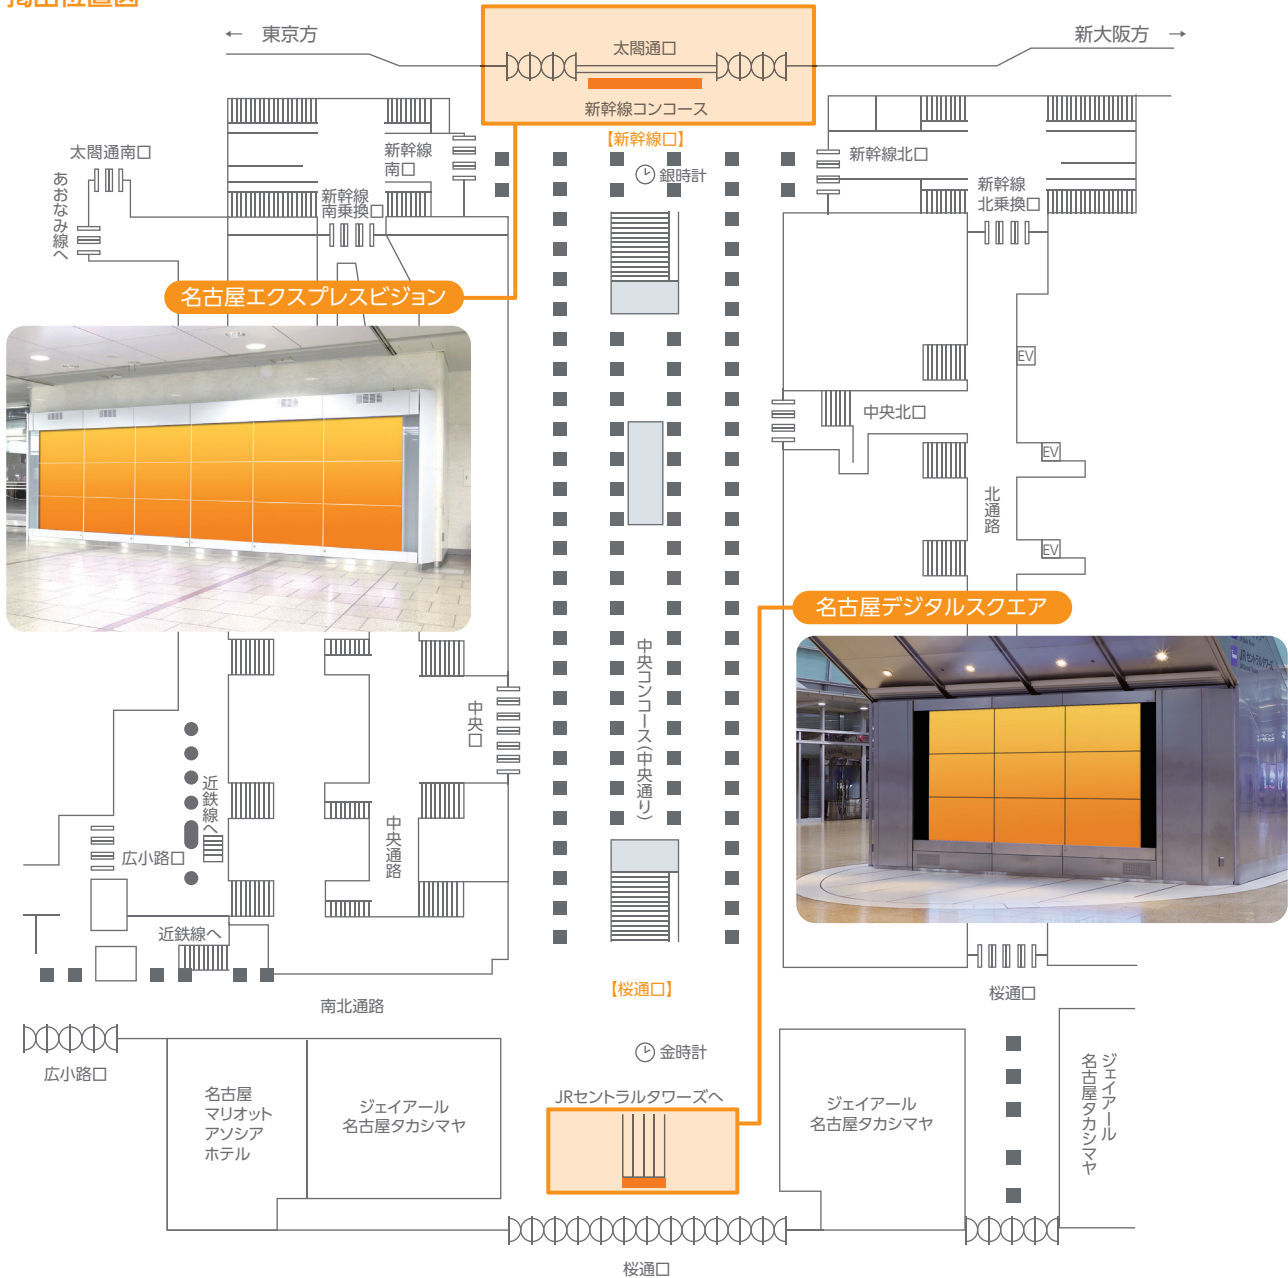 掲出位置図
← 東京方
新大阪方 →
太閤通口
新幹線コンコース
【新幹線口】
銀時計
太閤通南口
あおなみ線へ
新幹線
南口
新幹線
南乗換口
新幹線北口
新幹線
北乗換口
名古屋エクスプレスビジョン
EV
中央北口
EV
北通路
EV
名古屋デジタルスクエア
JRセントラルタワーズ
中央コンコース(中央通り)
中央口
近鉄線へ
中央通路
広小路口
近鉄線へ
南北通路
【桜通口】
桜通口
金時計
広小路口
JRセントラルタワーズへ
名古屋
マリオット
アソシア
ホテル
ジェイアール
名古屋タカシマヤ
ジェイアール
名古屋タカシマヤ
ジェイアール
名古屋タカシマヤ
桜通口